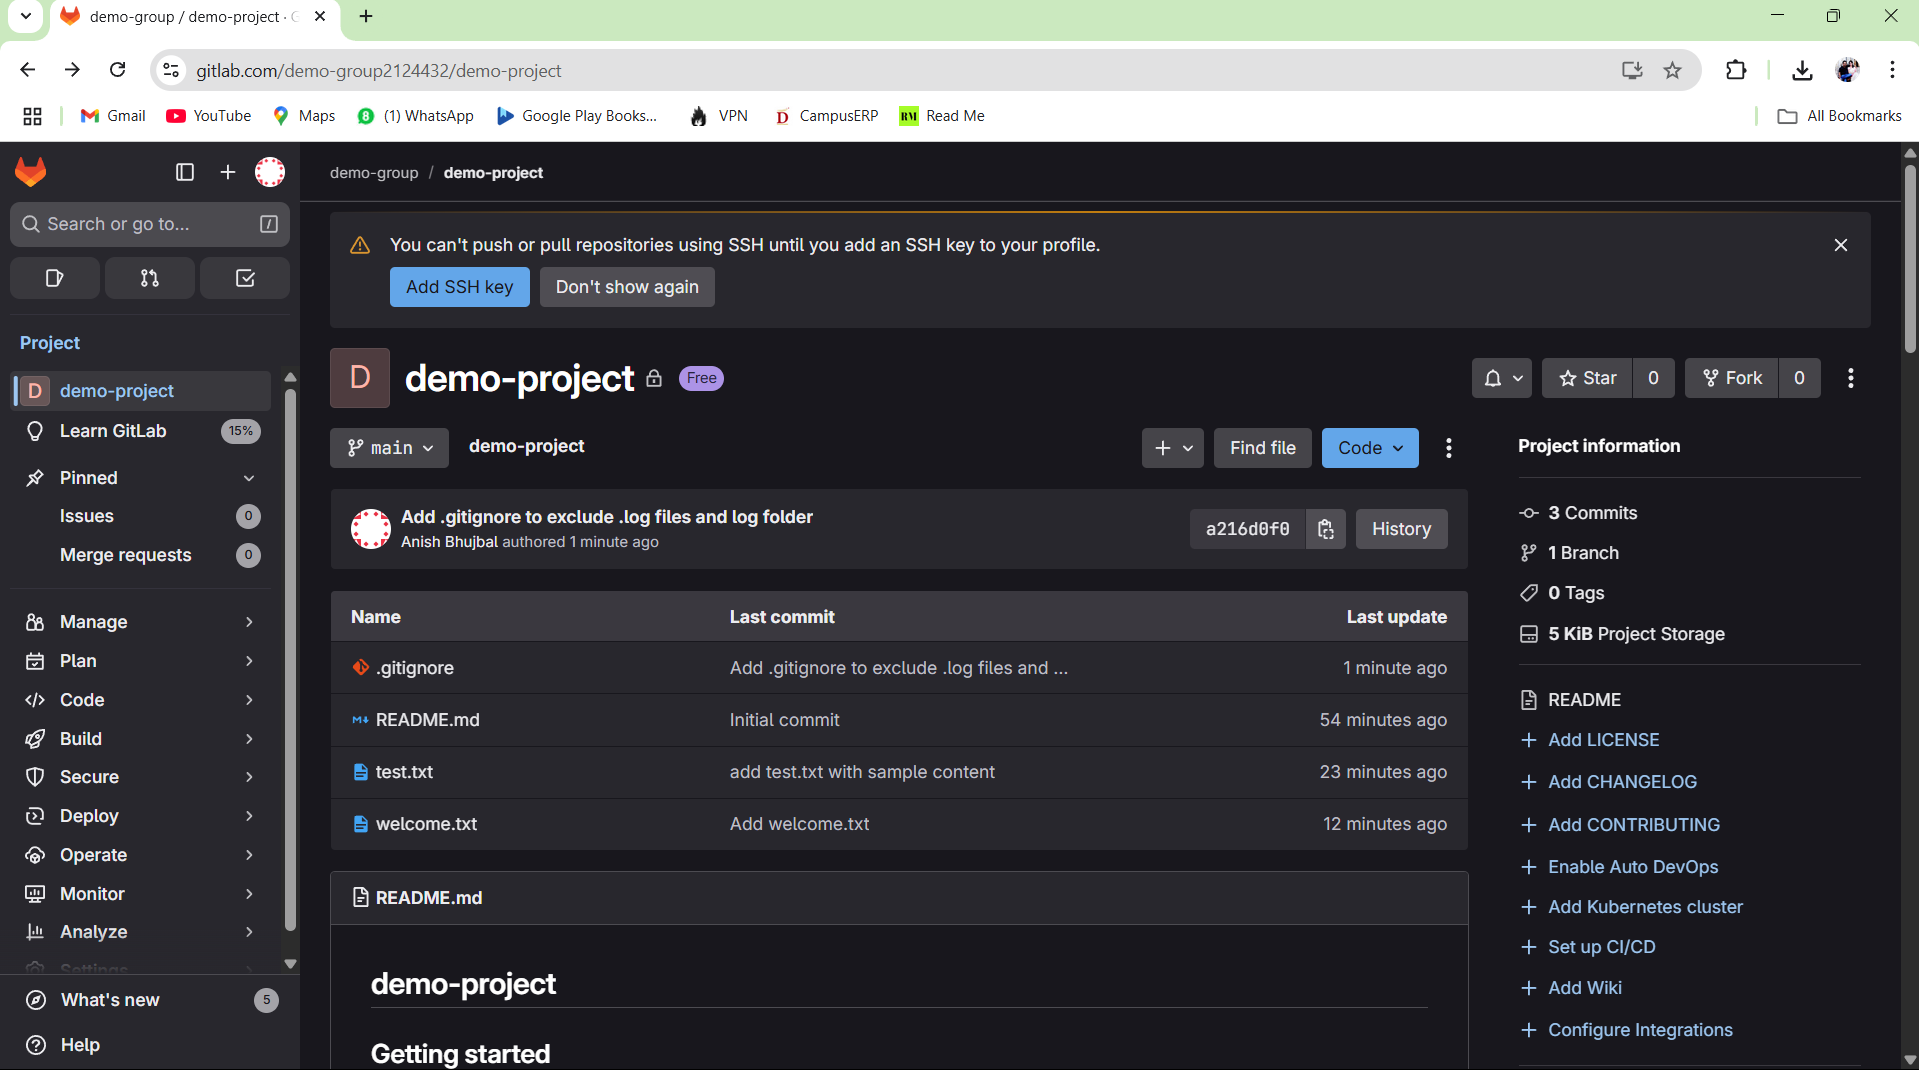 demo-group / demo-project · G
gitlab.com/demo-group2124432/demo-project
Gmail
YouTube
Maps
8
(1) WhatsApp
Google Play Books...
VPN
D
CampusERP
RM
Read Me
All Bookmarks
demo-group / demo-project
Search or go to...
/
You can't push or pull repositories using SSH until you add an SSH key to your profile.
Add SSH key
Don't show again
Project
D
demo-project
Learn GitLab
15%
Pinned
Issues
0
Merge requests
0
Manage
Plan
Code
Build
Secure
Deploy
Operate
Monitor
Analyze
Settings
What's new
5
Help
D
demo-project
Free
Star
0
Fork
0
main
demo-project
Find file
Code
Add .gitignore to exclude .log files and log folder
Anish Bhujbal authored 1 minute ago
a216d0f0
History
Name Last commit Last update
.gitignore Add .gitignore to exclude .log files and ... 1 minute ago
M↓ README.md Initial commit 54 minutes ago
test.txt add test.txt with sample content 23 minutes ago
welcome.txt Add welcome.txt 12 minutes ago
README.md
demo-project
Getting started
Project information
3 Commits
1 Branch
0 Tags
5 KiB Project Storage
README
Add LICENSE
Add CHANGELOG
Add CONTRIBUTING
Enable Auto DevOps
Add Kubernetes cluster
Set up CI/CD
Add Wiki
Configure Integrations